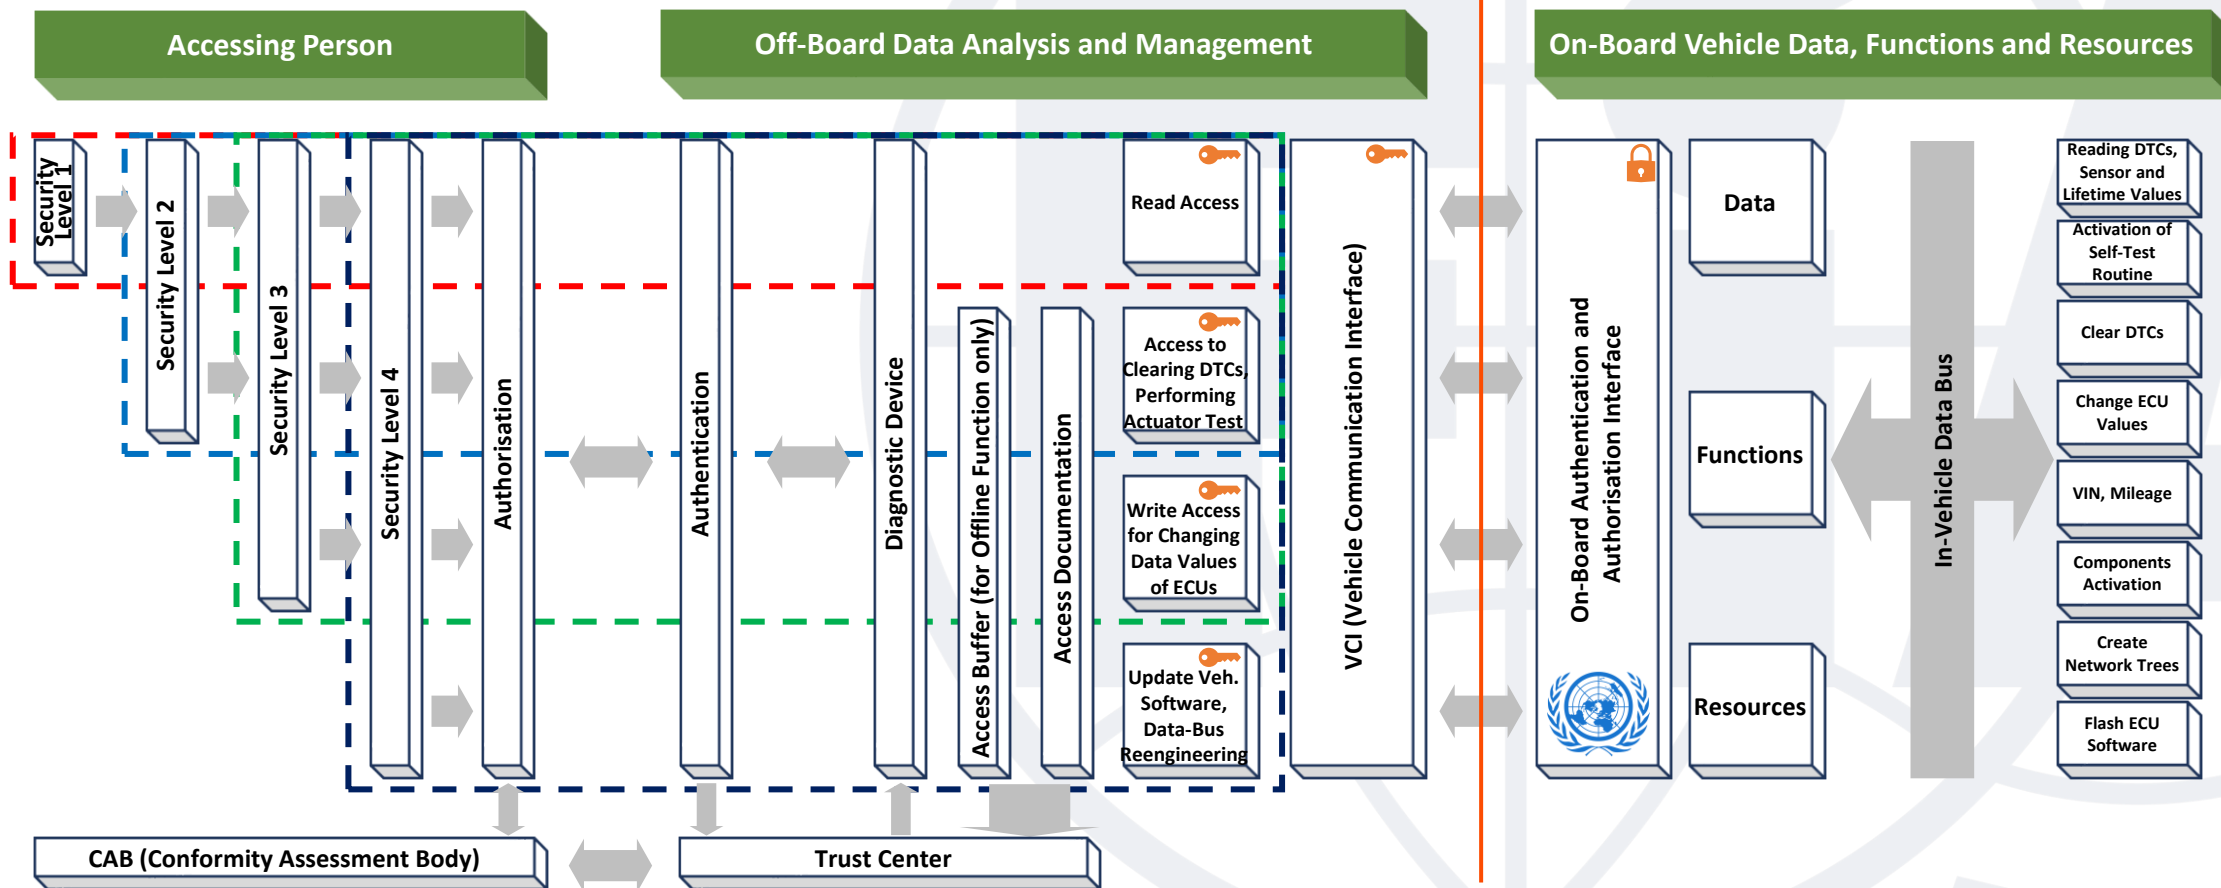 Accessing Person
Off-Board Data Analysis and Management
On-Board Vehicle Data, Functions and Resources
Security
Level 1
Security Level 2
Security Level 3
Security Level 4
Authorisation
Authentication
Diagnostic Device
Access Buffer (for Offline Function only)
Access Documentation
Read Access
Access to
Clearing DTCs,
Performing
Actuator Test
Write Access
for Changing
Data Values
of ECUs
Update Veh.
Software,
Data-Bus
Reengineering
VCI (Vehicle Communication Interface)
On-Board Authentication and
Authorisation Interface
Data
Functions
Resources
In-Vehicle Data Bus
Reading DTCs,
Sensor and
Lifetime Values
Activation of
Self-Test
Routine
Clear DTCs
Change ECU
Values
VIN, Mileage
Components
Activation
Create
Network Trees
Flash ECU
Software
CAB (Conformity Assessment Body)
Trust Center